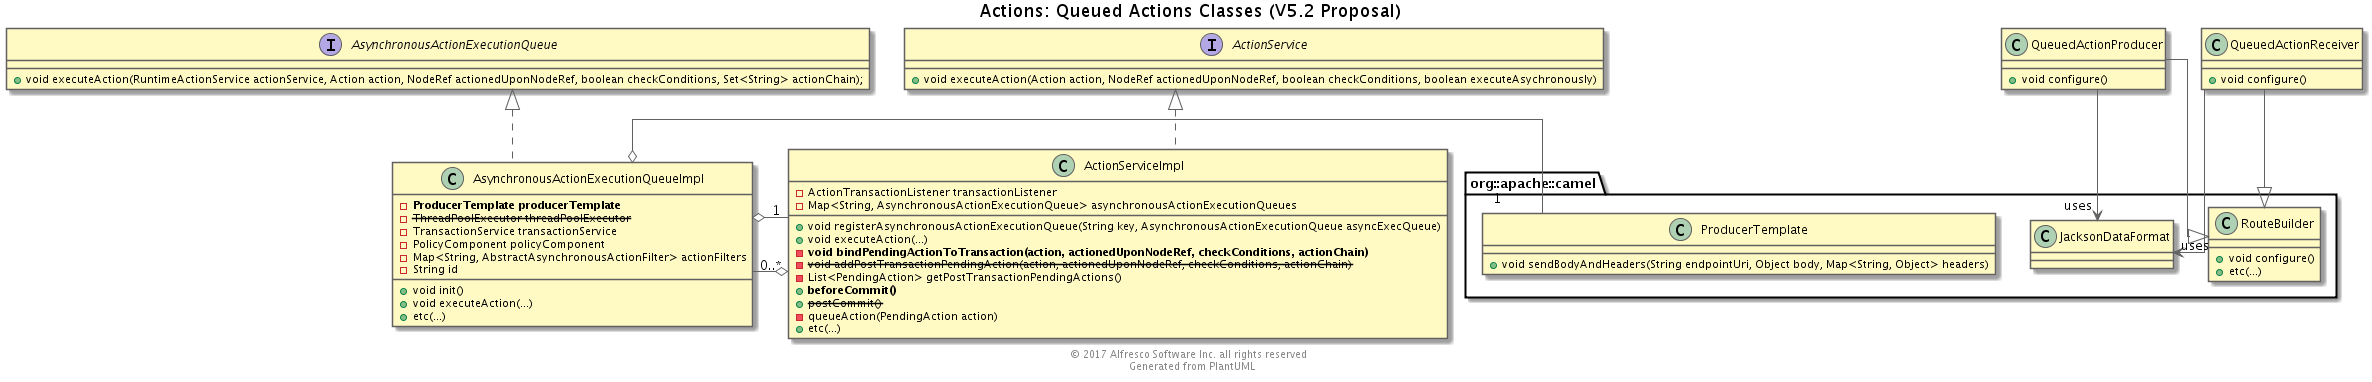 Actions: Queued Actions Classes (V5.2 Proposal)
I AsynchronousActionExecutionQueue
void executeAction(RuntimeActionService actionService, Action action, NodeRef actionedUponNodeRef, boolean checkConditions, Set<String> actionChain);
I ActionService
void executeAction(Action action, NodeRef actionedUponNodeRef, boolean checkConditions, boolean executeAsychronously)
C QueuedActionProducer
void configure()
C QueuedActionReceiver
void configure()
C AsynchronousActionExecutionQueueImpl
ProducerTemplate producerTemplate
ThreadPoolExecutor threadPoolExecutor
TransactionService transactionService
PolicyComponent policyComponent
Map<String, AbstractAsynchronousActionFilter> actionFilters
String id
void init()
void executeAction(...)
etc(...)
1
0..*
C ActionServiceImpl
ActionTransactionListener transactionListener
Map<String, AsynchronousActionExecutionQueue> asynchronousActionExecutionQueues
void registerAsynchronousActionExecutionQueue(String key, AsynchronousActionExecutionQueue asyncExecQueue)
void executeAction(...)
void bindPendingActionToTransaction(action, actionedUponNodeRef, checkConditions, actionChain)
void addPostTransactionPendingAction(action, actionedUponNodeRef, checkConditions, actionChain)
List<PendingAction> getPostTransactionPendingActions()
beforeCommit()
postCommit()
queueAction(PendingAction action)
etc(...)
org::apache::camel
1
C ProducerTemplate
void sendBodyAndHeaders(String endpointUri, Object body, Map<String, Object> headers)
uses
C JacksonDataFormat
uses
C RouteBuilder
void configure()
etc(...)
© 2017 Alfresco Software Inc. all rights reserved
Generated from PlantUML